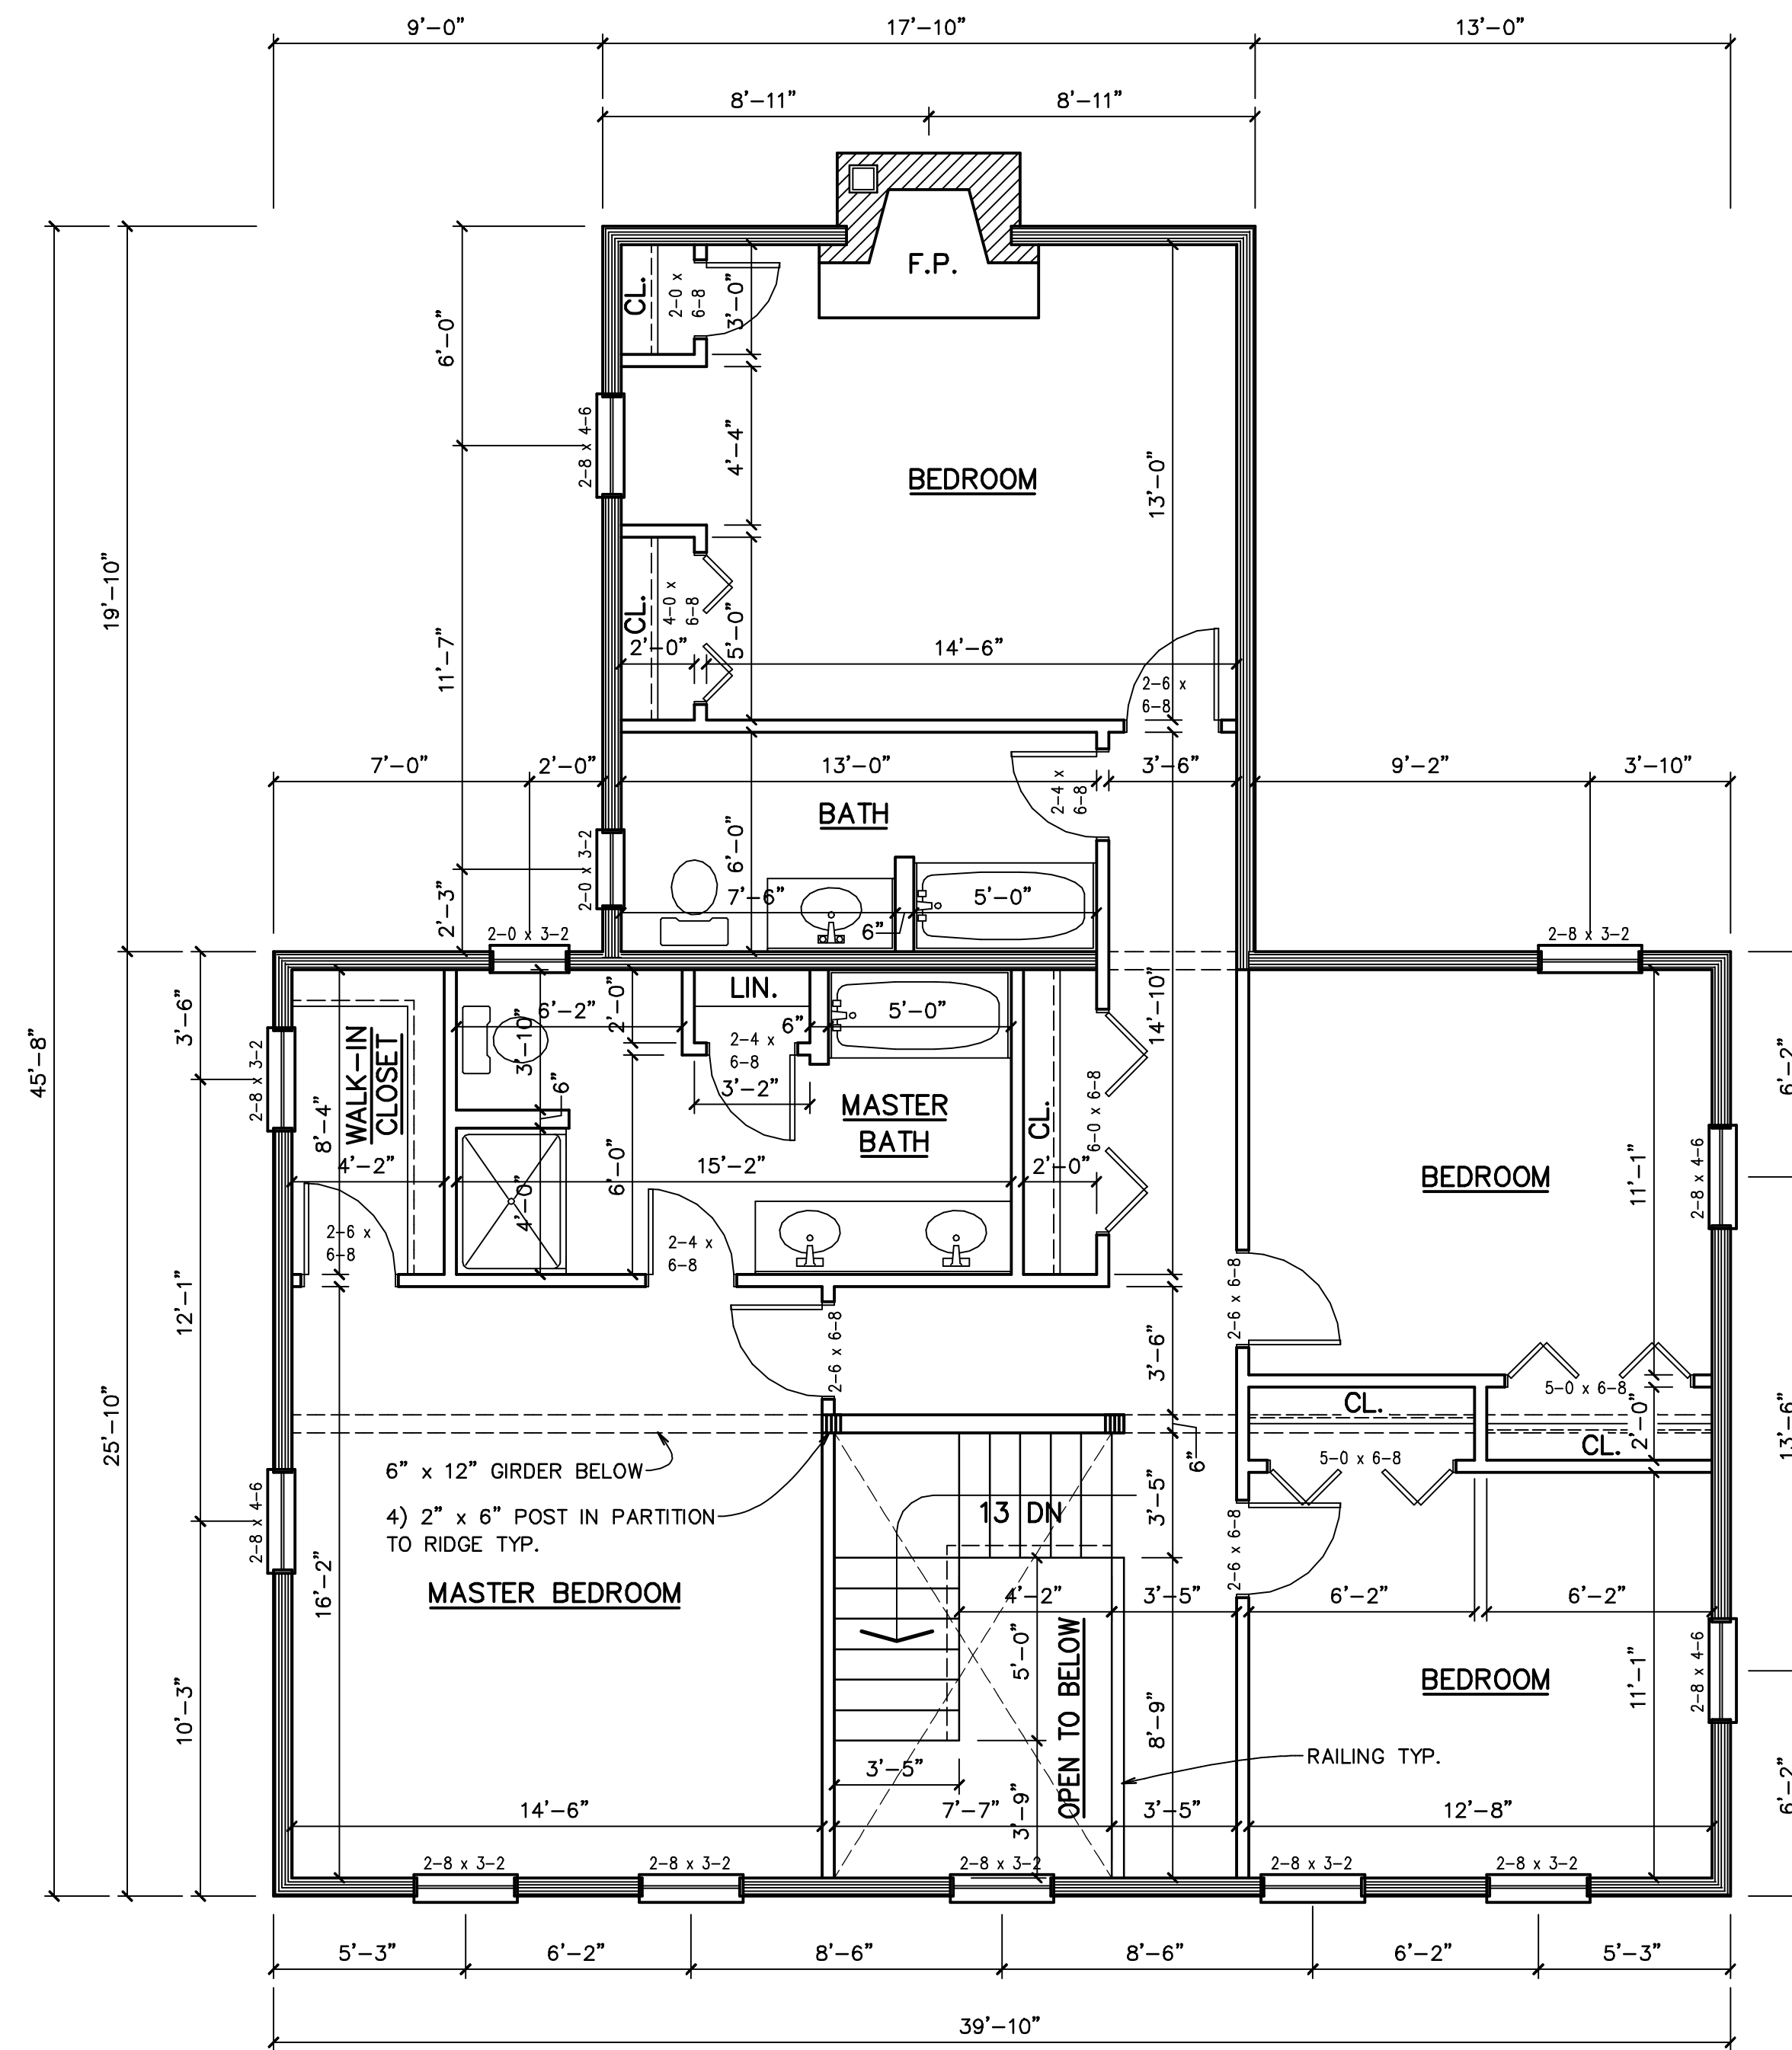 9'-0"
17'-10"
13'-0"
8'-11"
8'-11"
F.P.
CL.
2-0 x
6-8
3'-0"
6'-0"
2-8 x 4-6
4'-4"
BEDROOM
13'-0"
19'-10"
CL.
4-0 x
6-8
5'-0"
2'-0"
14'-6"
11'-7"
2-6 x
6-8
7'-0"
2'-0"
13'-0"
3'-6"
9'-2"
3'-10"
2-4 x
6-8
BATH
6'-0"
2-0 x 3-2
2'-3"
7'-6"
6"
5'-0"
2-0 x 3-2
2-8 x 3-2
45'-8"
3'-6"
2-8 x 3-2
WALK-IN
CLOSET
8'-4"
4'-2"
6'-2"
3'-10"
2'-0"
LIN.
2-4 x
6-8
6"
5'-0"
6"
3'-2"
MASTER
BATH
CL.
6-0 x 6-8
14'-10"
6'-2"
15'-2"
2'-0"
4'-0"
6'-0"
2-6 x
6-8
2-4 x
6-8
BEDROOM
11'-1"
2-8 x 4-6
12'-1"
25'-10"
2-6 x 6-8
3'-6"
2-6 x 6-8
CL.
5-0 x 6-8
CL.
2'-0"
5-0 x 6-8
13'-6"
6" x 12" GIRDER BELOW
4) 2" x 6" POST IN PARTITION
TO RIDGE TYP.
2-8 x 4-6
6"
13 DN
3'-5"
2-6 x 6-8
16'-2"
MASTER BEDROOM
4'-2"
3'-5"
6'-2"
6'-2"
5'-0"
OPEN TO BELOW
BEDROOM
11'-1"
2-8 x 4-6
10'-3"
8'-9"
RAILING TYP.
3'-5"
3'-9"
6'-2"
14'-6"
7'-7"
3'-5"
12'-8"
2-8 x 3-2
2-8 x 3-2
2-8 x 3-2
2-8 x 3-2
2-8 x 3-2
5'-3"
6'-2"
8'-6"
8'-6"
6'-2"
5'-3"
39'-10"